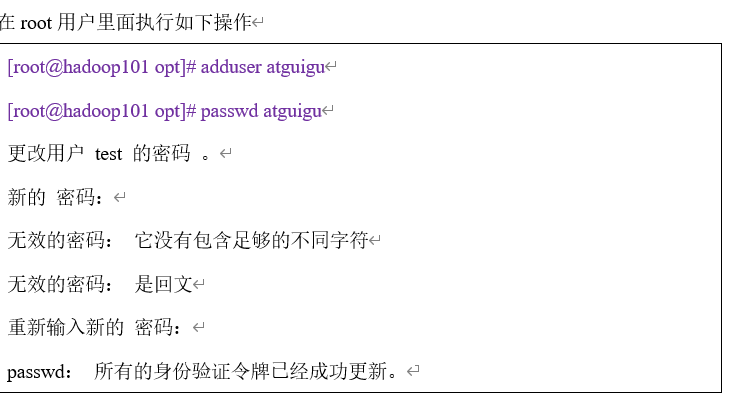 在 root 用户里面执行如下操作
[root@hadoop101 opt]# adduser atguigu
[root@hadoop101 opt]# passwd atguigu
更改用户 test 的密码 。
新的 密码：
无效的密码： 它没有包含足够的不同字符
无效的密码： 是回文
重新输入新的 密码：
passwd： 所有的身份验证令牌已经成功更新。